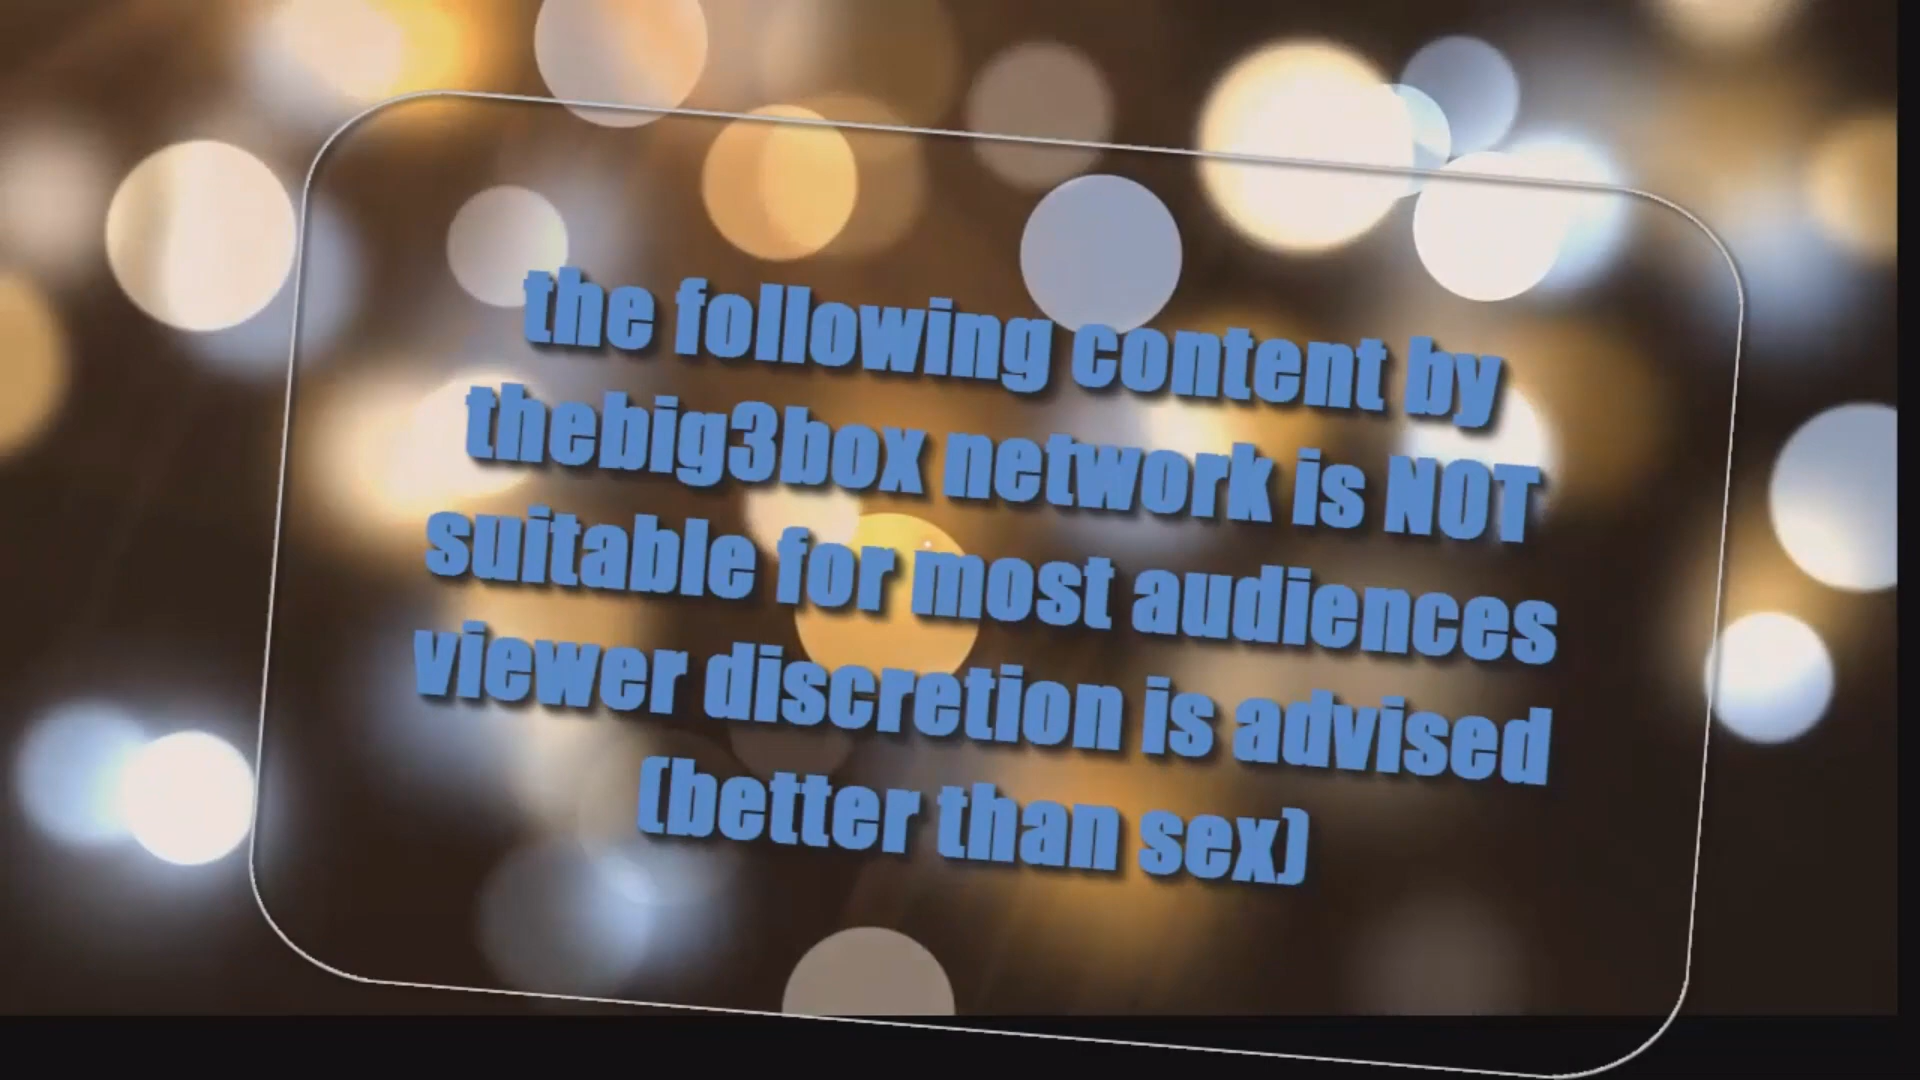 the following content by
thebig3box network is NOT
suitable for most audiences
viewer discretion is advised
(better than sex)